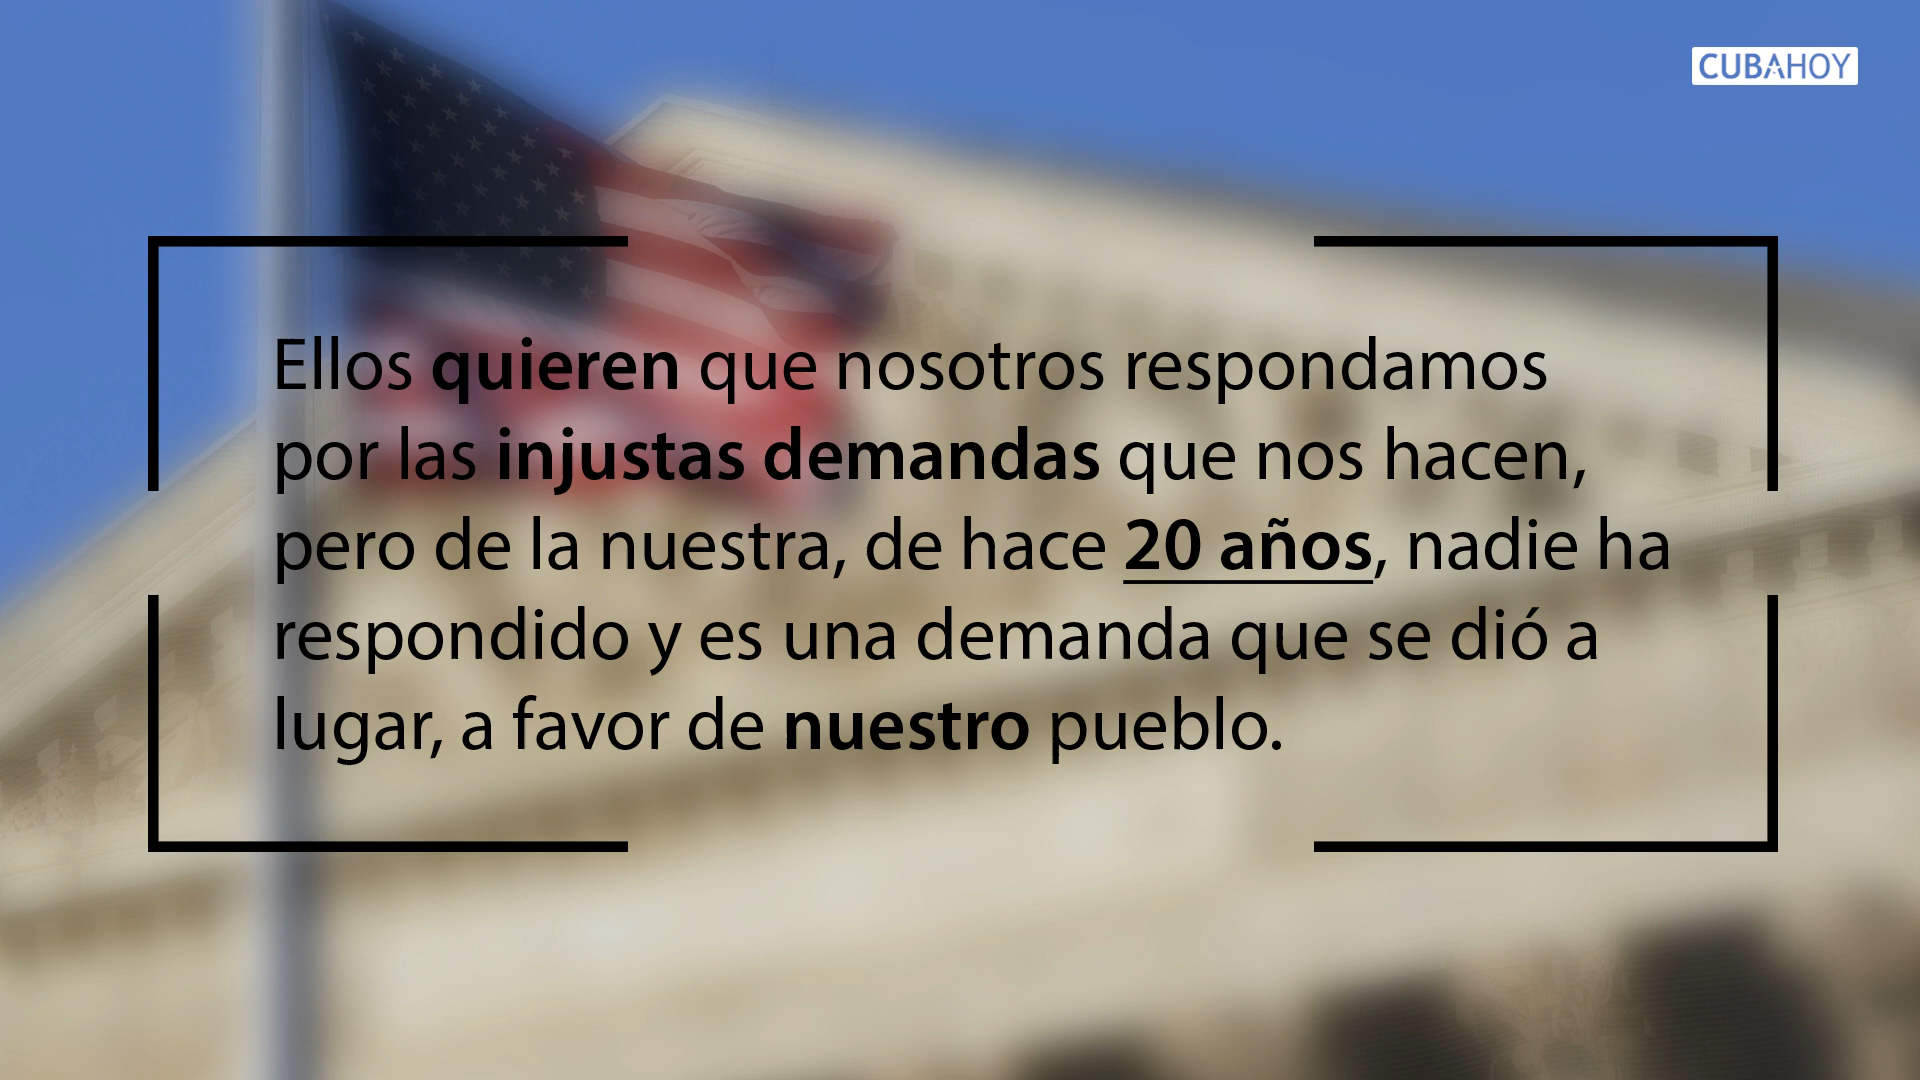 CUBAHOY
Ellos quieren que nosotros respondamos
por las injustas demandas que nos hacen,
pero de la nuestra, de hace 20 años, nadie ha
respondido y es una demanda que se dió a
lugar, a favor de nuestro pueblo.